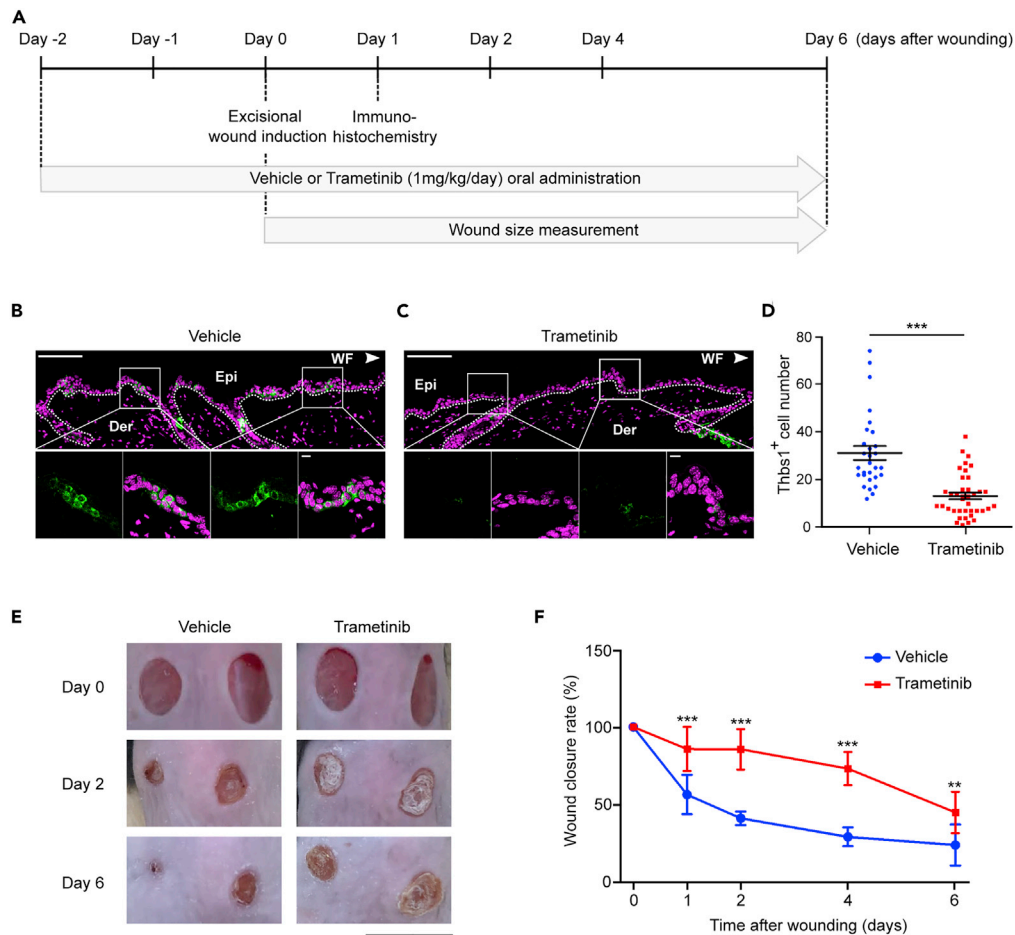 A
Day -2 Day -1 Day 0 Day 1 Day 2 Day 4 Day 6 (days after wounding)
Excisional
wound induction
Immuno-
histochemistry
Vehicle or Trametinib (1mg/kg/day) oral administration
Wound size measurement
B
Vehicle
WF
Epi
Der
C
Trametinib
WF
Epi
Der
D
***
Thbs1+ cell number
80
60
40
20
0
Vehicle Trametinib
E
Vehicle Trametinib
Day 0
Day 2
Day 6
F
Vehicle
Trametinib
Wound closure rate (%)
150
100
50
0
*** *** *** **
0 1 2 4 6
Time after wounding (days)